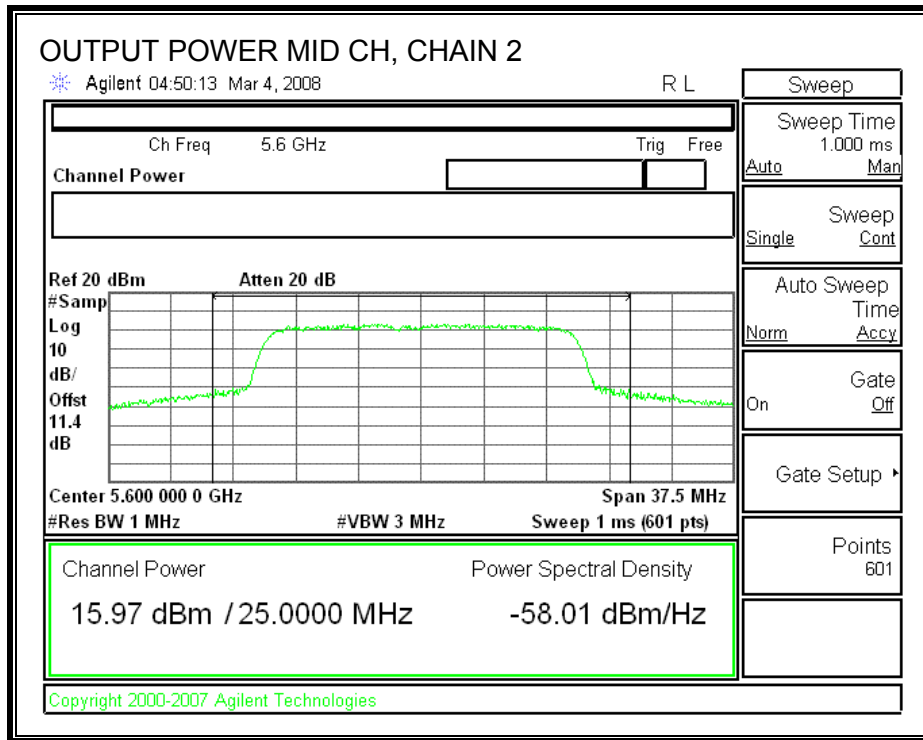 OUTPUT POWER MID CH, CHAIN 2
Agilent 04:50:13 Mar 4, 2008 R L
Ch Freq 5.6 GHz Trig Free
Channel Power
Ref 20 dBm Atten 20 dB
#Samp
Log
10
dB/
Offst
11.4
dB
Center 5.600 000 0 GHz Span 37.5 MHz
#Res BW 1 MHz #VBW 3 MHz Sweep 1 ms (601 pts)
Channel Power Power Spectral Density
15.97 dBm / 25.0000 MHz -58.01 dBm/Hz
Copyright 2000-2007 Agilent Technologies
Sweep
Sweep Time
1.000 ms
Auto Man
Sweep
Single Cont
Auto Sweep
Time
Norm Accy
Gate
On Off
Gate Setup
Points
601